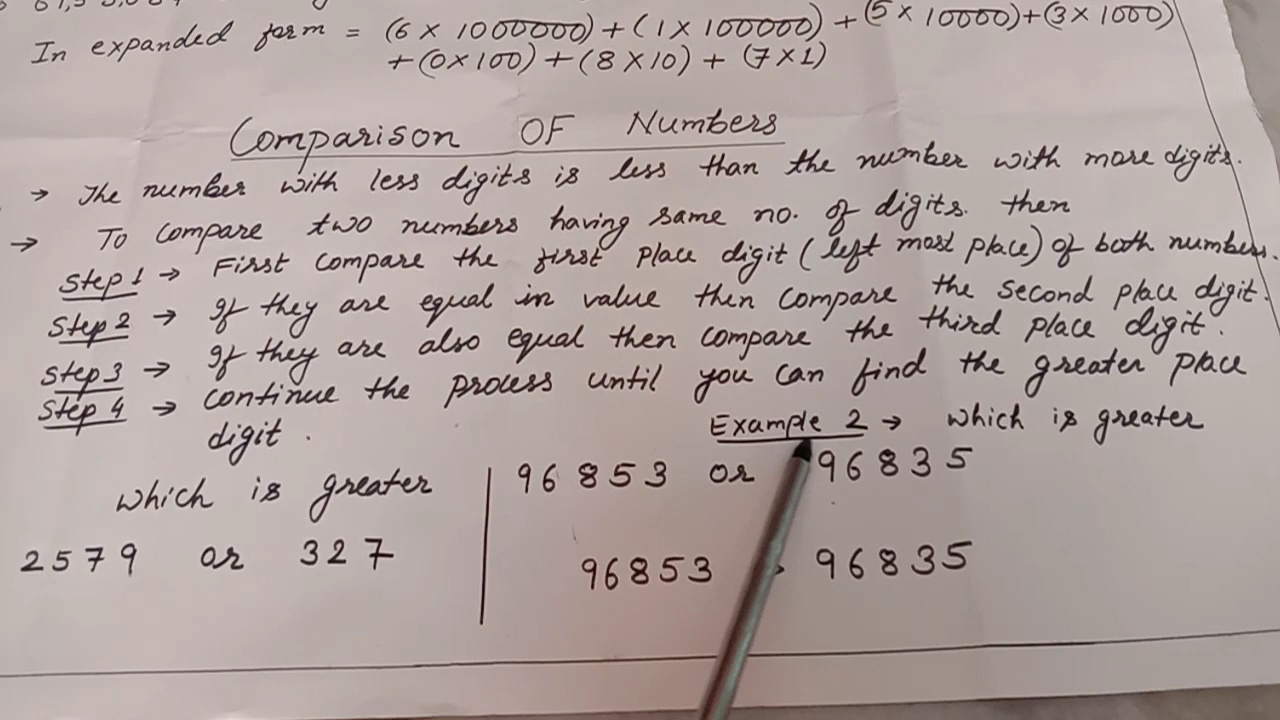 In expanded form = (6 × 1000000) + (1 × 100000) + (5 × 10000) + (3 × 1000)
+ (0 × 100) + (8 × 10) + (7 × 1)
Comparison OF Numbers
→ The number with less digits is less than the number with more digits.
→ To compare two numbers having same no. of digits. then
Step 1 → First compare the first place digit (left most place) of both numbers.
Step 2 → If they are equal in value then compare the second place digit.
Step 3 → If they are also equal then compare the third place digit.
Step 4 → continue the process until you can find the greater place
digit.
which is greater
2579 or 327
Example 2 → which is greater
96853 or 96835
96853 96835